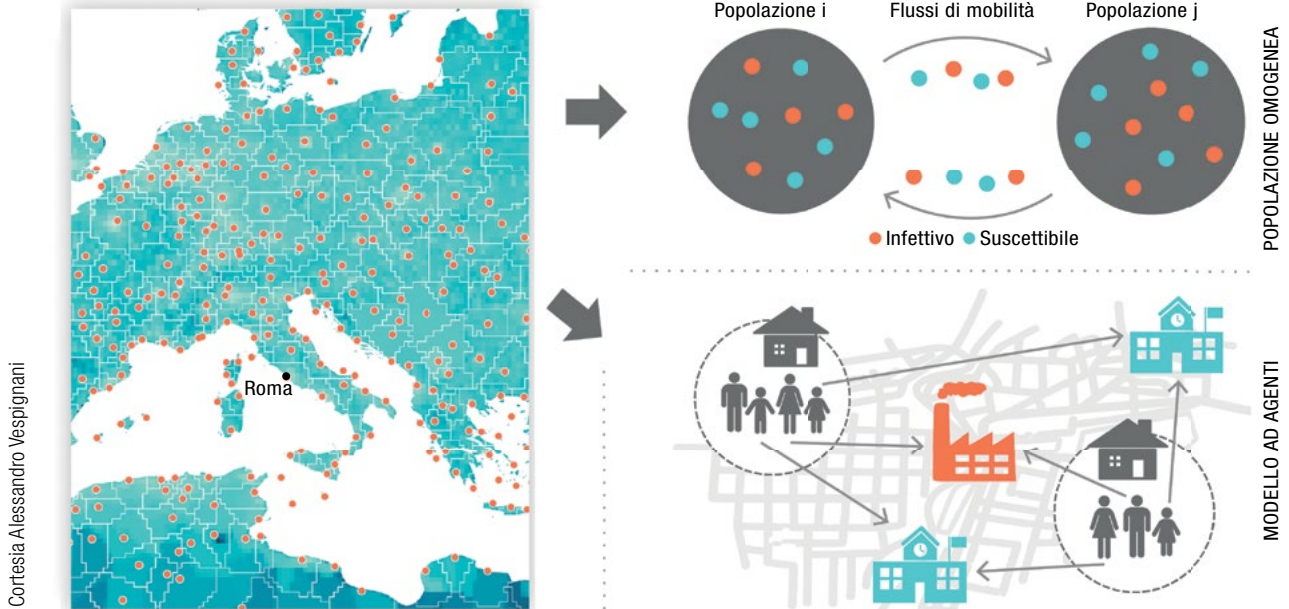 Popolazione i
Flussi di mobilità
Popolazione j
POPOLAZIONE OMOGENEA
Infettivo
Suscettibile
Roma
MODELLO AD AGENTI
Cortesia Alessandro Vespignani